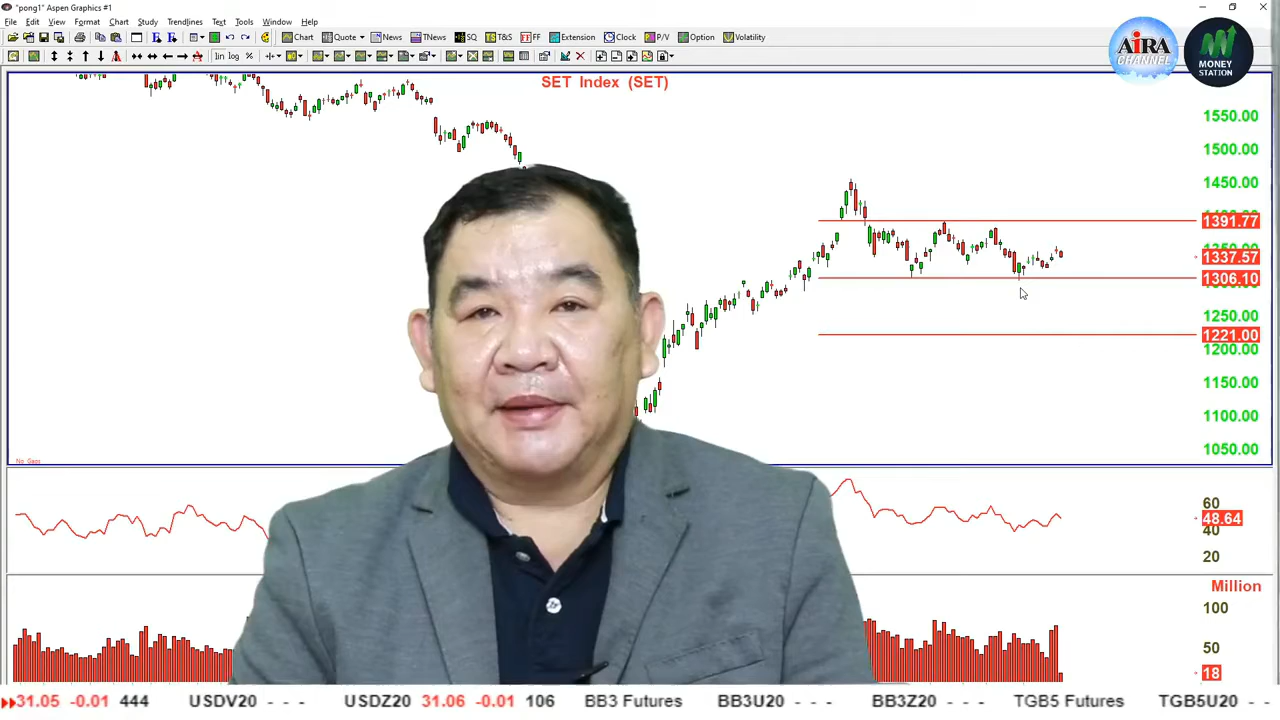 "pong1" Aspen Graphics #1
File Edit View Format Chart Study Trendlines Text Tools Window Help
Chart Quote News TNews SQ T&S FF Extension Clock P/V Option Volatility
lin log %
AiRA
CHANNEL
MONEY
STATION
SET Index (SET)
1550.00
1500.00
1450.00
1391.77
1337.57
1306.10
1250.00
1221.00
1200.00
1150.00
1100.00
1050.00
No Gaps
60
48.64
40
20
Million
100
50
18
31.05 -0.01 444 USDV20 - - - USDZ20 31.06 -0.01 106 BB3 Futures BB3U20 - - - BB3Z20 - - - TGB5 Futures TGB5U20 - -